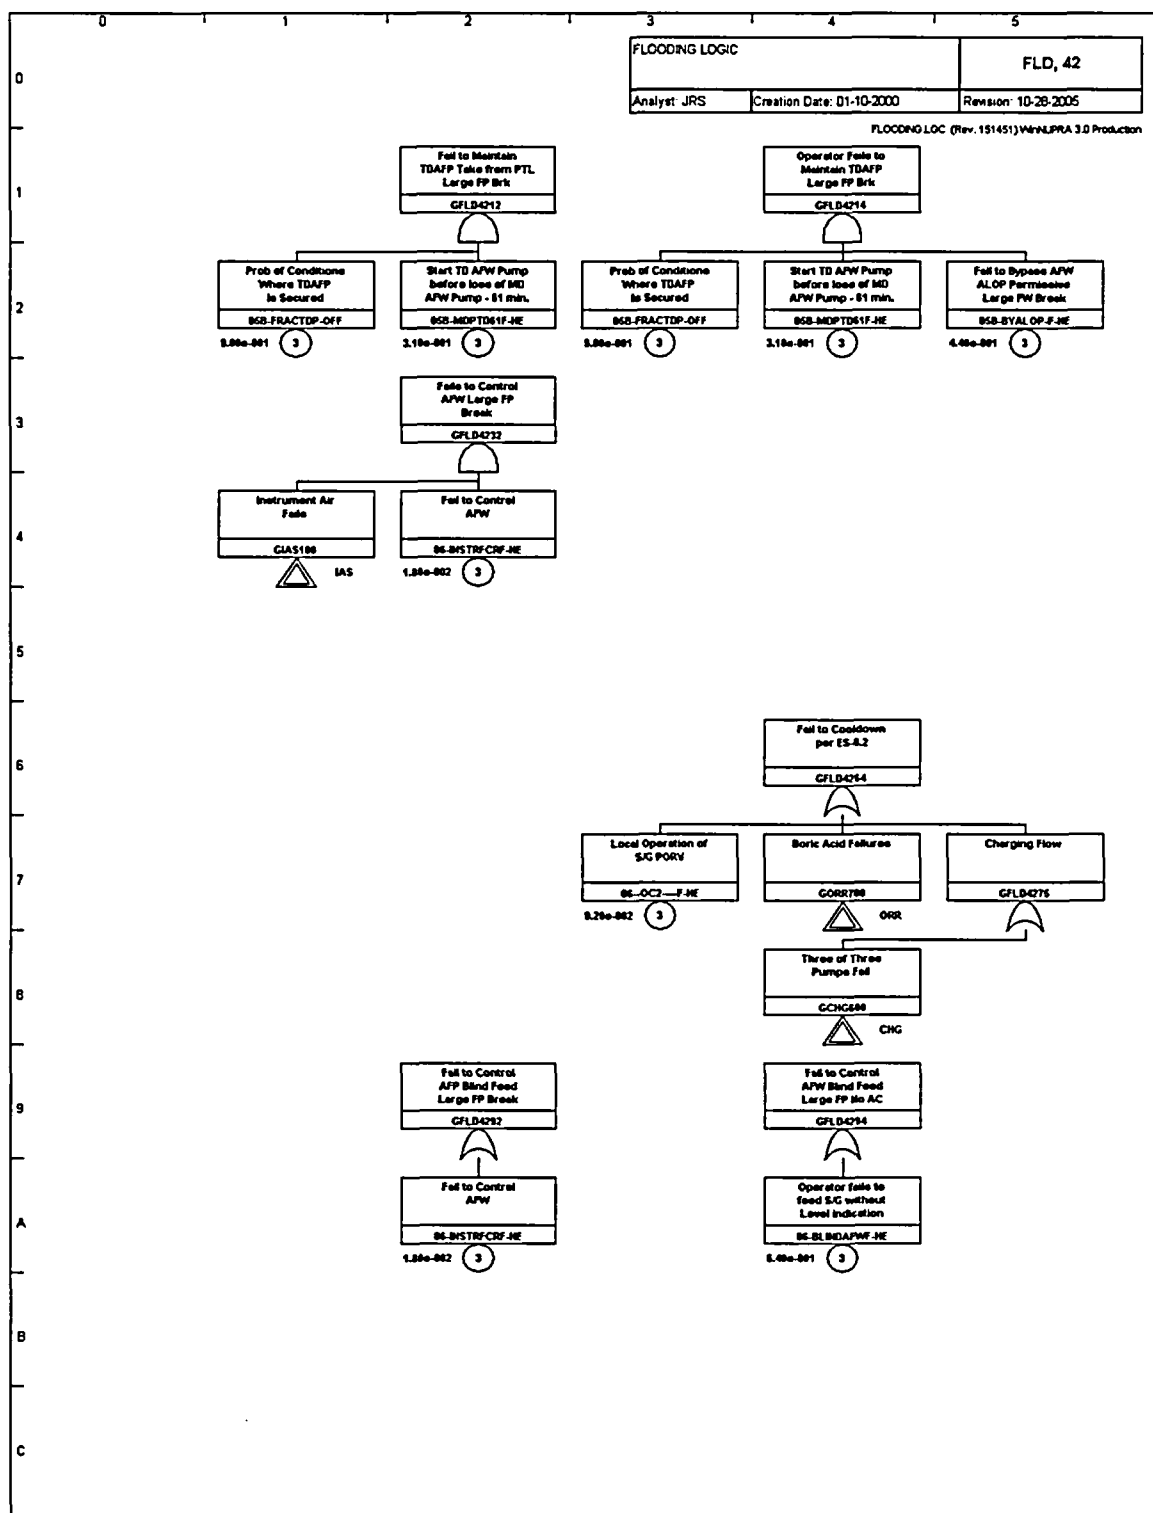 0 1 2 3 4 5
FLOODING LOGIC
FLD, 42
Analyst: JRS Creation Date: 01-10-2000 Revision: 10-28-2005
FLOODING.LOC (Rev. 151451) WinNUPRA 3.0 Production
0
1
Fail to Maintain
TDAFP Take from PTL
Large FP Brk
GFLD4212
Operator Fails to
Maintain TDAFP
Large FP Brk
GFLD4214
2
Prob of Conditions
Where TDAFP
is Secured
05B-FRACTDP-OFF
3
Start TD AFW Pump
before loss of MD
AFW Pump - 61 min.
05B-MDPTD61F-HE
3.10e-001 3
Prob of Conditions
Where TDAFP
is Secured
05B-FRACTDP-OFF
3
Start TD AFW Pump
before loss of MD
AFW Pump - 61 min.
05B-MDPTD61F-HE
3.10e-001 3
Fail to Bypass AFW
ALOP Permissive
Large FW Break
05B-BYALOP-F-HE
4.40e-001 3
3
Fails to Control
AFW Large FP
Break
GFLD4232
4
Instrument Air
Fails
GIAS100
IAS
Fail to Control
AFW
06-INSTRFCRF-HE
1.80e-002 3
5
6
Fail to Cooldown
per ES-0.2
GFLD4264
7
Local Operation of
S/G PORV
06--OC2----F-HE
9.20e-002 3
Boric Acid Failures
GORR700
ORR
Charging Flow
GFLD4275
8
Three of Three
Pumps Fail
GCHG600
CHG
9
Fail to Control
AFP Blind Feed
Large FP Break
GFLD4292
Fail to Control
AFW Blind Feed
Large FP No AC
GFLD4294
A
Fail to Control
AFW
06-INSTRFCRF-HE
1.80e-002 3
Operator fails to
feed S/G without
Level Indication
06-BLINDAFWF-HE
3
B
C